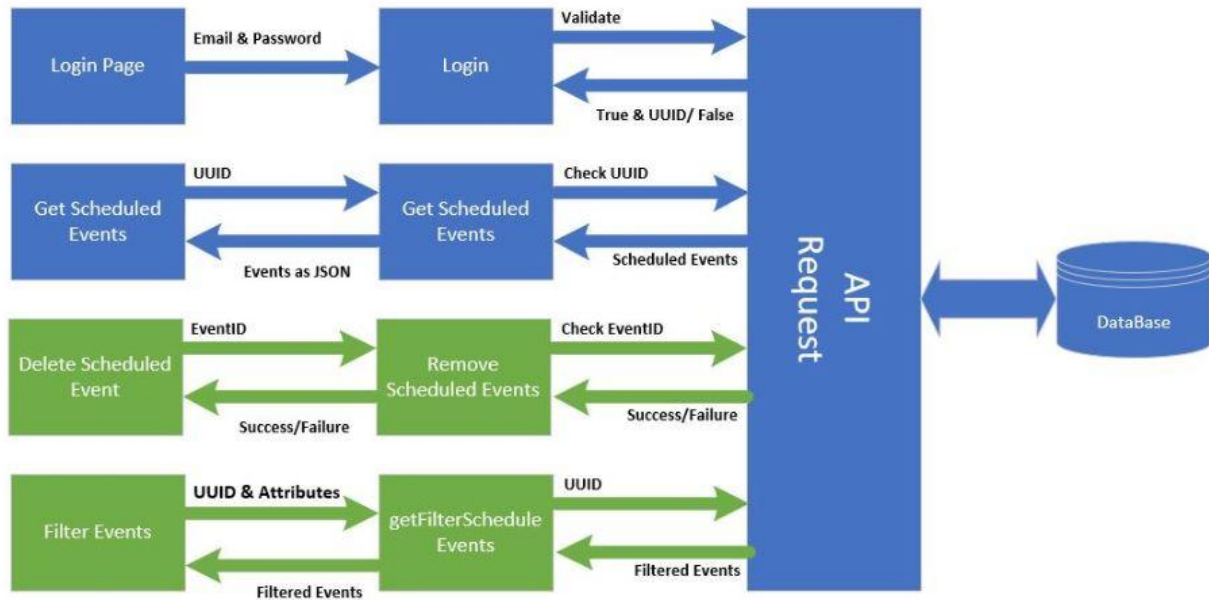 Login Page
Email & Password
Login
Validate
True & UUID/ False
Get Scheduled
Events
UUID
Events as JSON
Get Scheduled
Events
Check UUID
Scheduled Events
Delete Scheduled
Event
EventID
Success/Failure
Remove
Scheduled Events
Check EventID
Success/Failure
Filter Events
UUID & Attributes
Filtered Events
getFilterSchedule
Events
UUID
Filtered Events
API
Request
DataBase